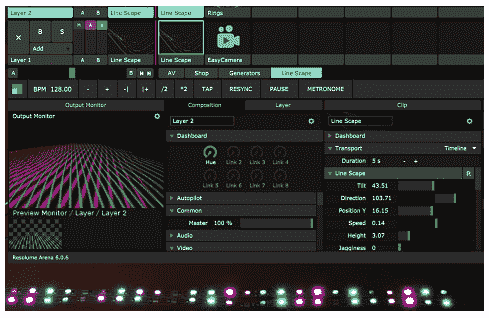 Layer 2 A B Line Scape Line Scape Rings
X B S M A B
Add
Layer 1 A B Line Scape Line Scape EasyCamera
A B AV Shop Generators Line Scape
BPM 128.00 - + -| |+ /2 *2 TAP RESYNC PAUSE METRONOME
Output Monitor Composition Layer Clip
Output Monitor Layer 2 Line Scape
Dashboard Dashboard
Transport Timeline
Hue Link 2 Link 3 Link 4 Duration 5 s - +
Line Scape R
Link 5 Link 6 Link 7 Link 8 Tilt 43.51
Autopilot Direction 103.71
Common Position Y 16.15
Preview Monitor / Layer / Layer 2 Master 100 % Speed 0.14
Audio Height 3.07
Video Jagginess 0
Resolume Arena 6.0.6